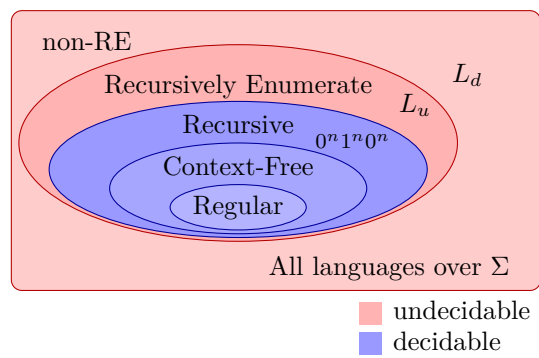 non-RE
L_d
Recursively Enumerate
L_u
Recursive
0^n1^n0^n
Context-Free
Regular
All languages over Σ
undecidable
decidable